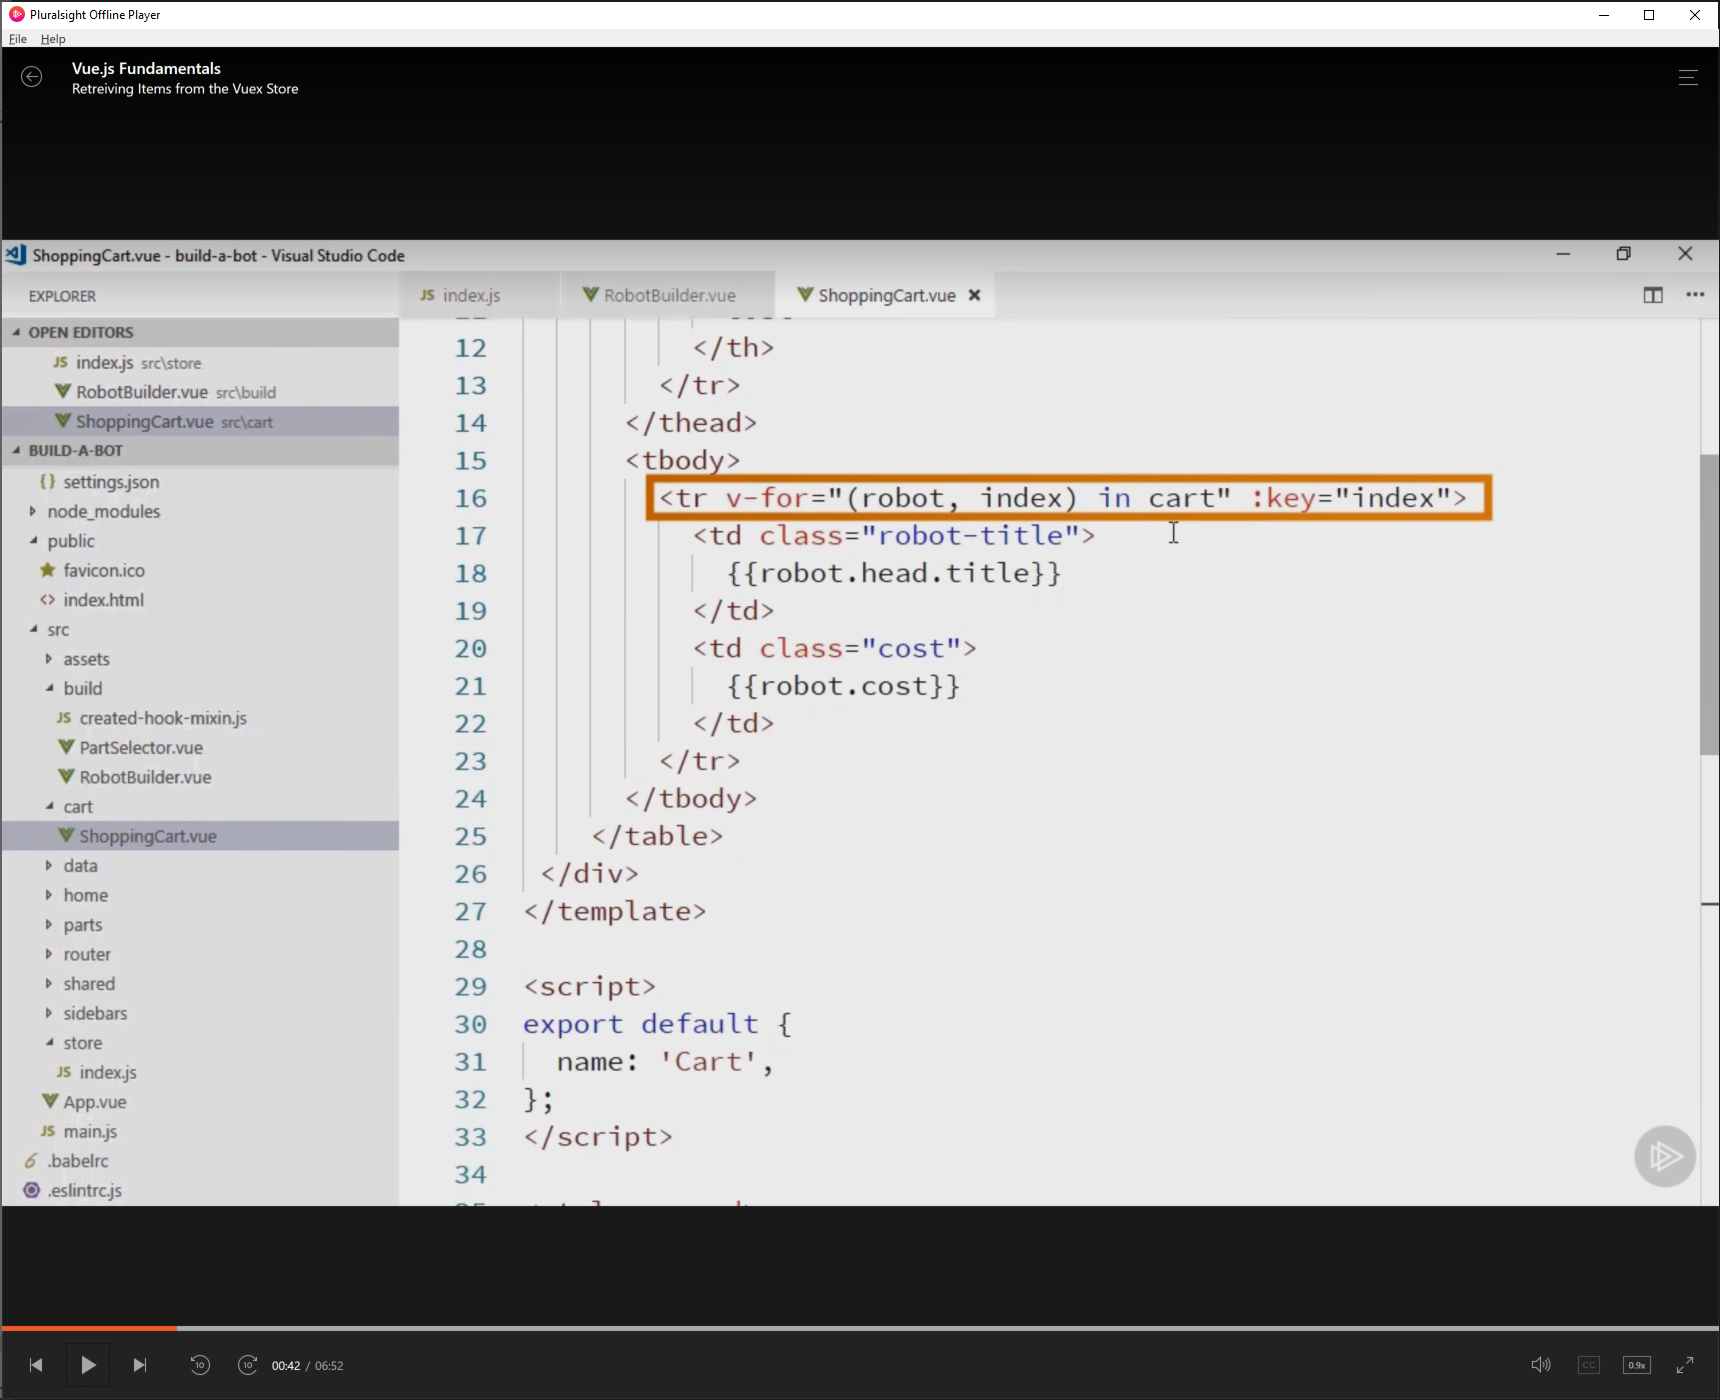 Pluralsight Offline Player
File Help
Vue.js Fundamentals
Retreiving Items from the Vuex Store
ShoppingCart.vue - build-a-bot - Visual Studio Code
EXPLORER
JS index.js
RobotBuilder.vue
ShoppingCart.vue
OPEN EDITORS
JS index.js src\store
RobotBuilder.vue src\build
ShoppingCart.vue src\cart
BUILD-A-BOT
{} settings.json
node_modules
public
favicon.ico
<> index.html
src
assets
build
JS created-hook-mixin.js
PartSelector.vue
RobotBuilder.vue
cart
ShoppingCart.vue
data
home
parts
router
shared
sidebars
store
JS index.js
App.vue
JS main.js
6 .babelrc
.eslintrc.js
12 </th>
13 </tr>
14 </thead>
15 <tbody>
16 <tr v-for="(robot, index) in cart" :key="index">
17 <td class="robot-title">
18 {{robot.head.title}}
19 </td>
20 <td class="cost">
21 {{robot.cost}}
22 </td>
23 </tr>
24 </tbody>
25 </table>
26 </div>
27 </template>
28
29 <script>
30 export default {
31 name: 'Cart',
32 };
33 </script>
34
10 10 00:42 / 06:52
CC 0.9x